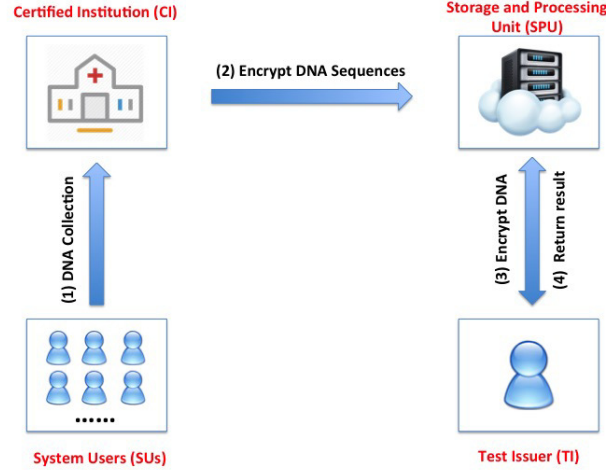 Certified Institution (CI)
Storage and Processing
Unit (SPU)
(2) Encrypt DNA Sequences
(1) DNA Collection
(3) Encrypt DNA
(4) Return result
......
System Users (SUs)
Test Issuer (TI)